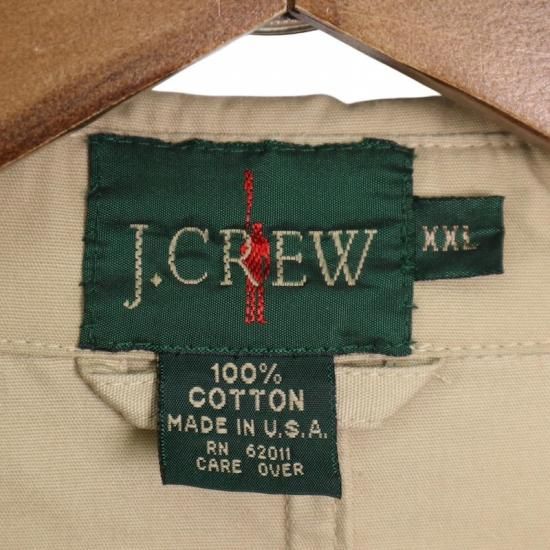 J.CREW
XXL
100%
COTTON
MADE IN U.S.A.
RN 62011
CARE OVER